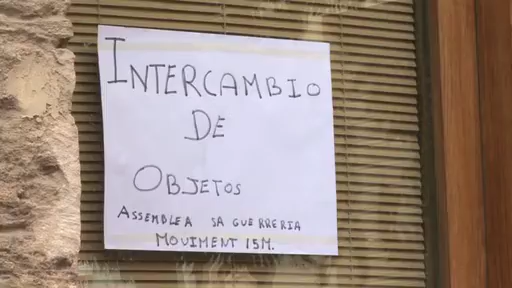 INTERCAMBIO
DE
OBJETOS
ASSEMBLEA SA GUERRERIA
MOVIMENT 15M.